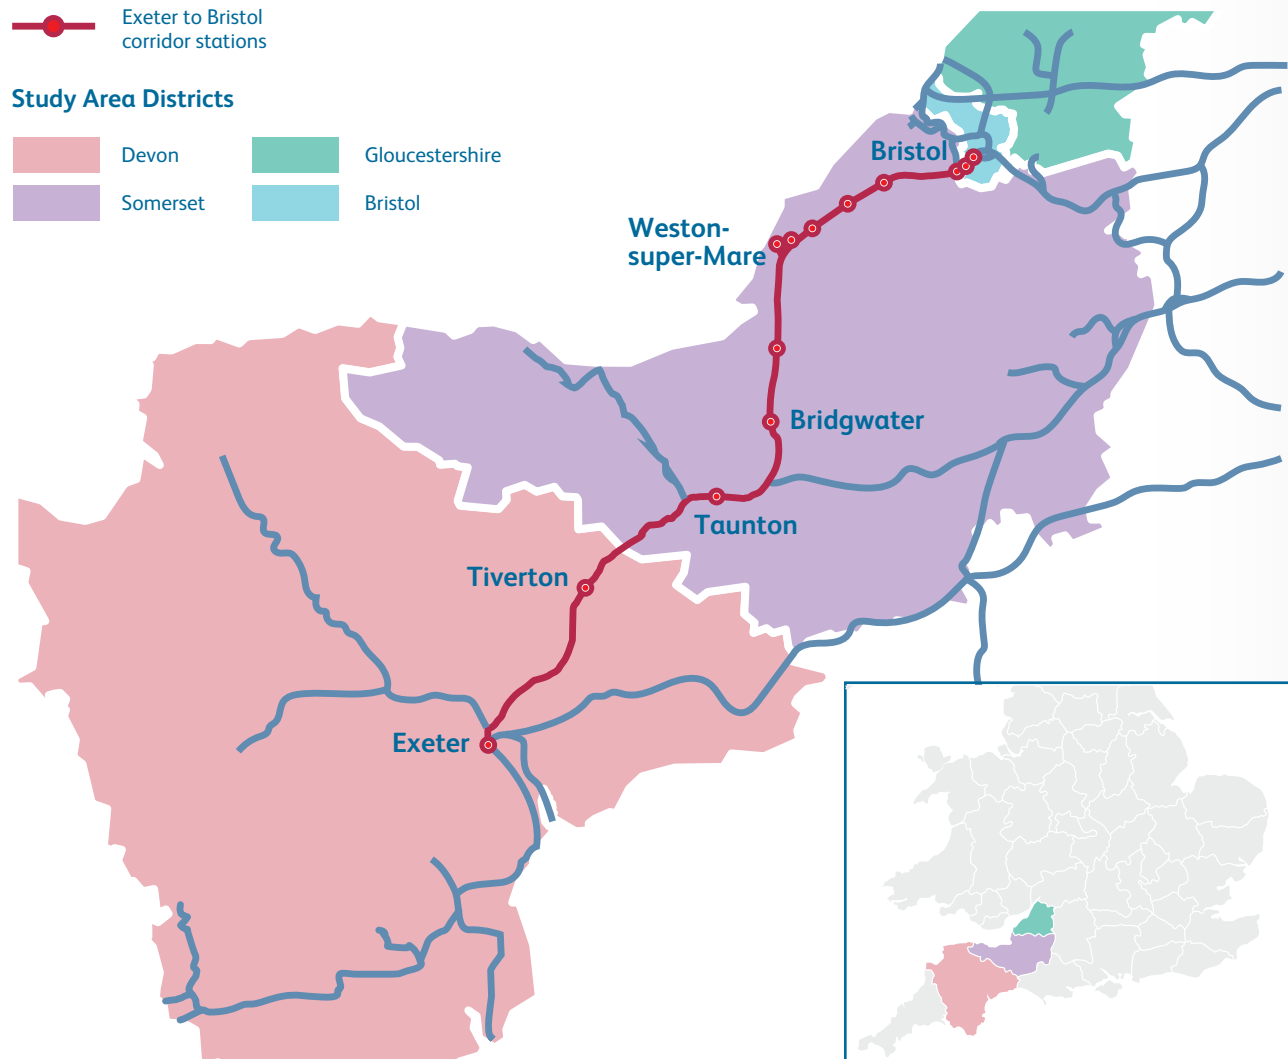 Exeter to Bristol
corridor stations
Study Area Districts
Devon
Gloucestershire
Somerset
Bristol
Bristol
Weston-
super-Mare
Bridgwater
Taunton
Tiverton
Exeter